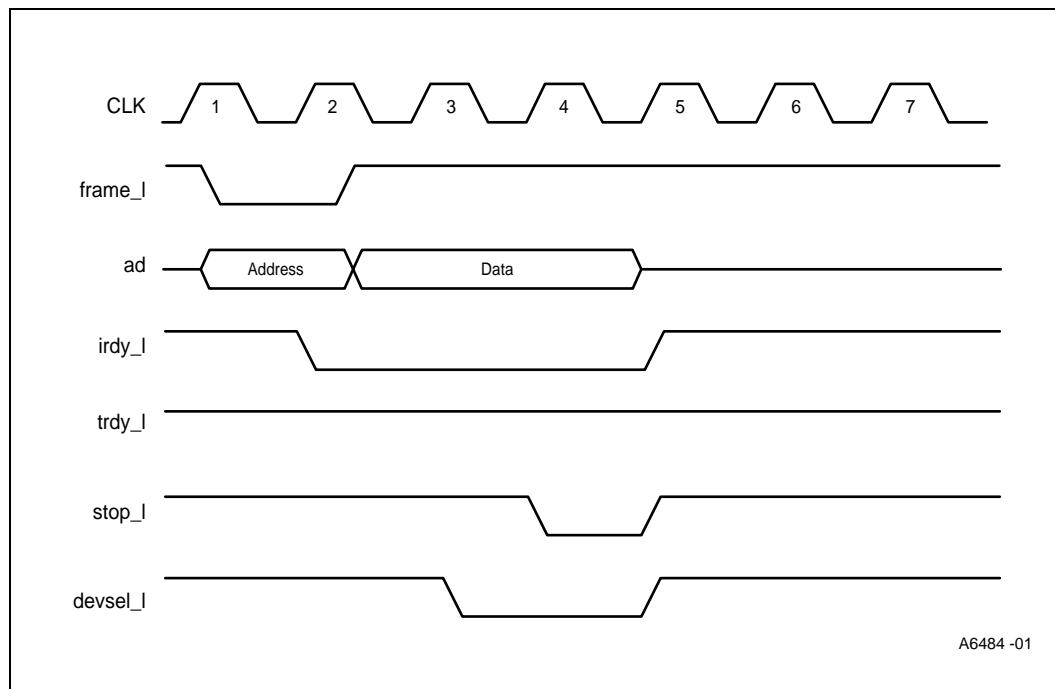 CLK 1 2 3 4 5 6 7
frame_l
ad Address Data
irdy_l
trdy_l
stop_l
devsel_l
A6484 -01